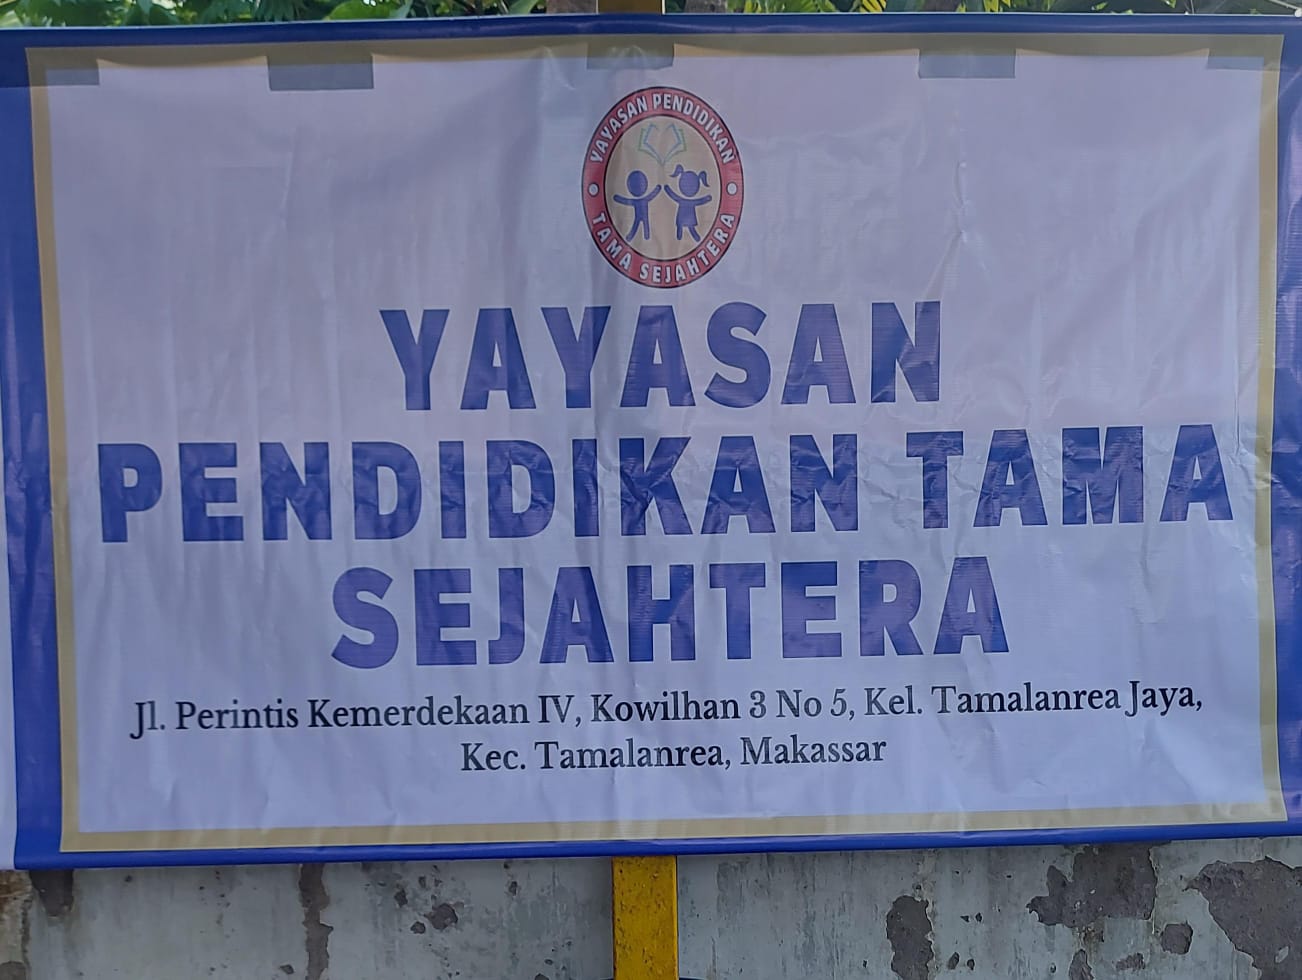 YAYASAN PENDIDIKAN
TAMA SEJAHTERA
YAYASAN
PENDIDIKAN TAMA
SEJAHTERA
Jl. Perintis Kemerdekaan IV, Kowilhan 3 No 5, Kel. Tamalanrea Jaya,
Kec. Tamalanrea, Makassar